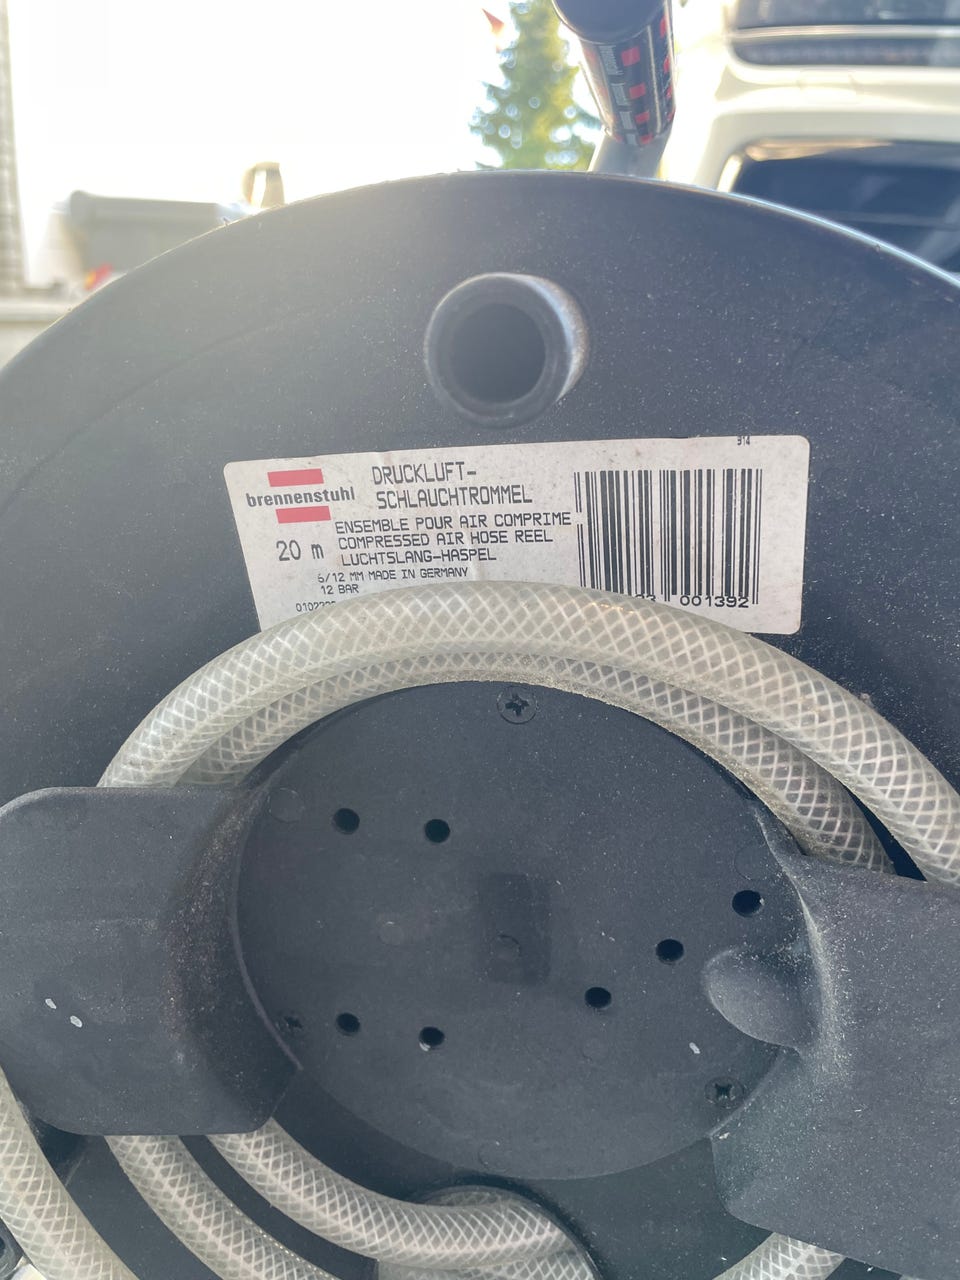 914
brennenstuhl
DRUCKLUFT-
SCHLAUCHTROMMEL
ENSEMBLE POUR AIR COMPRIME
COMPRESSED AIR HOSE REEL
LUCHTSLANG-HASPEL
20 m
6/12 MM MADE IN GERMANY
12 BAR
001392